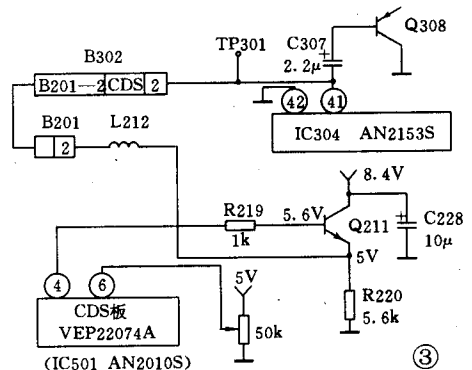 TP301
C307
2.2μ
Q308
B302
B201—2 CDS 2
42 41
IC304 AN2153S
B201
2
L212
8.4V
R219
1k
5.6V
Q211
C228
10μ
5V
4 6
5V
CDS板
VEP22074A
50k
R220
5.6k
(IC501 AN2010S)
③